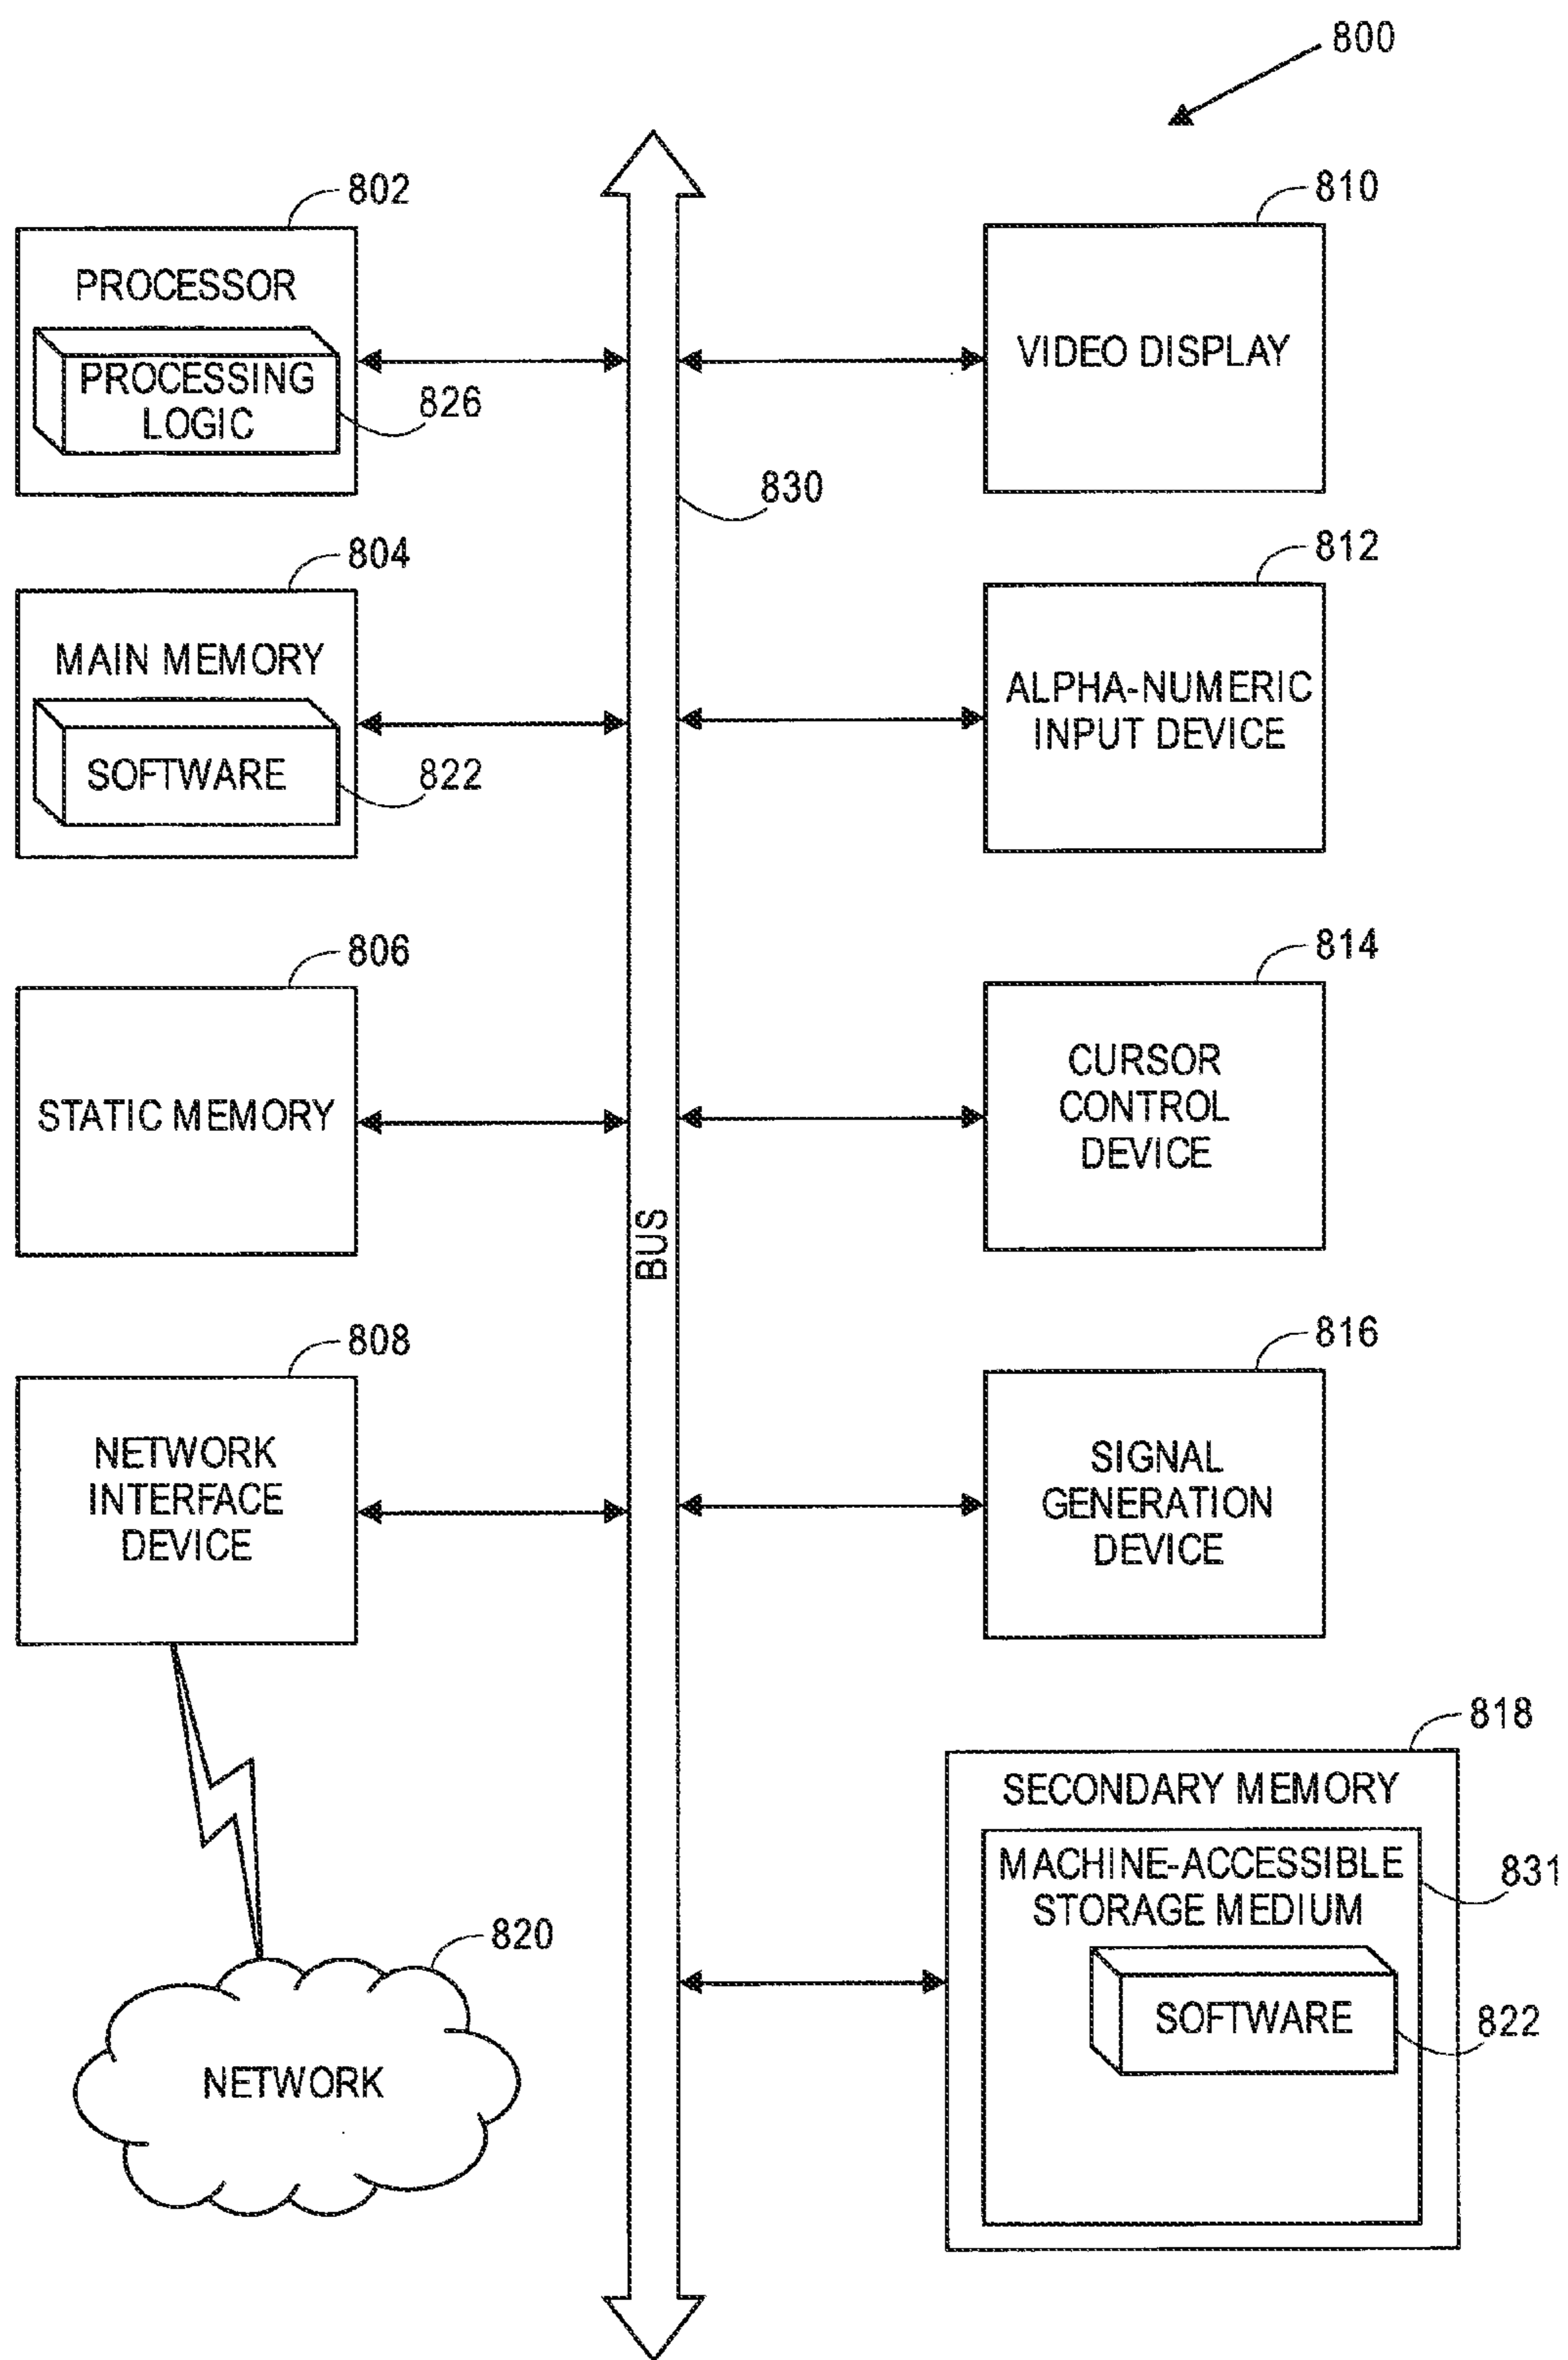 800
802
PROCESSOR
PROCESSING
LOGIC
826
804
MAIN MEMORY
SOFTWARE
822
806
STATIC MEMORY
808
NETWORK
INTERFACE
DEVICE
820
NETWORK
830
BUS
810
VIDEO DISPLAY
812
ALPHA-NUMERIC
INPUT DEVICE
814
CURSOR
CONTROL
DEVICE
816
SIGNAL
GENERATION
DEVICE
818
SECONDARY MEMORY
MACHINE-ACCESSIBLE
STORAGE MEDIUM
831
SOFTWARE
822